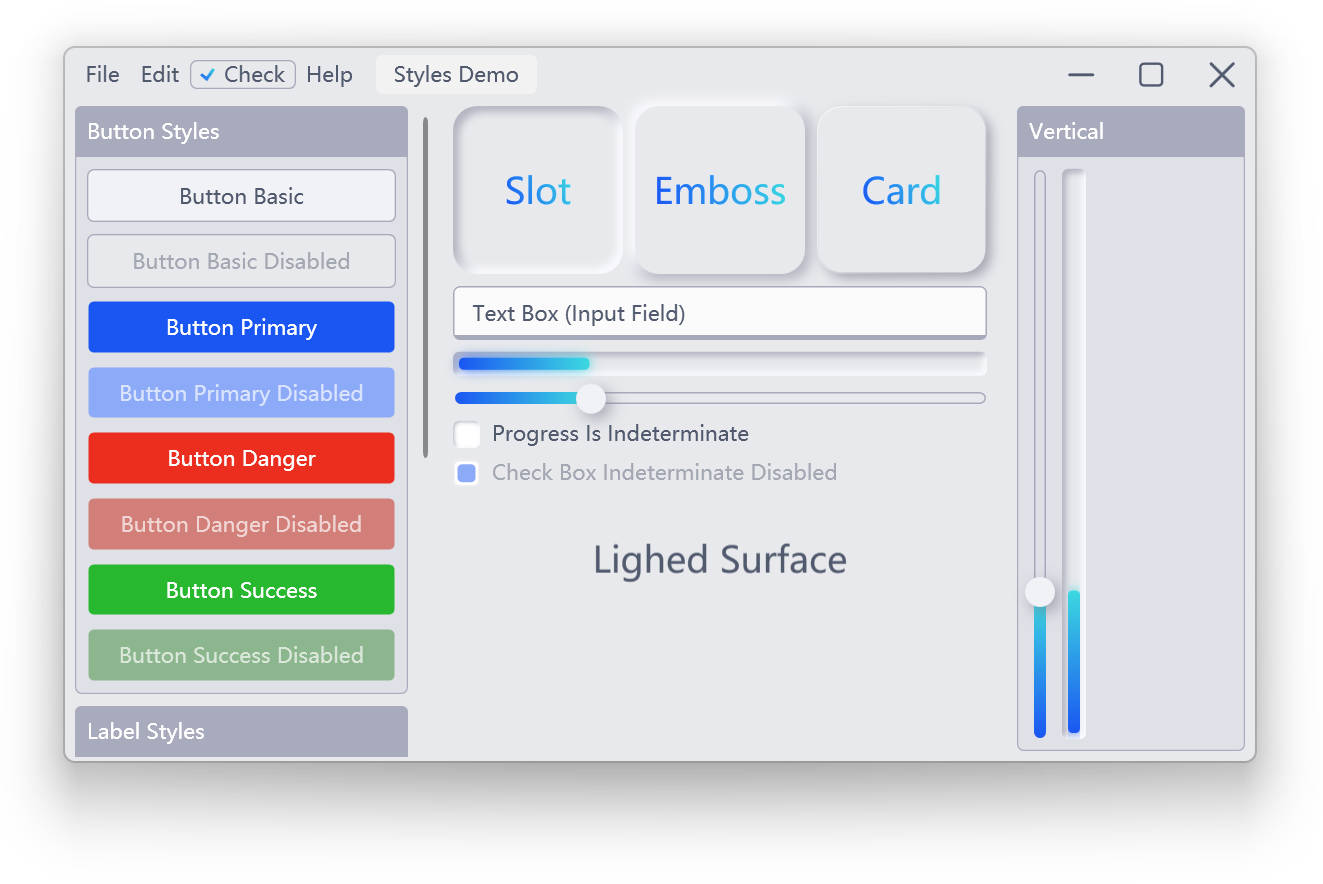 File Edit Check Help Styles Demo
Button Styles
Button Basic
Button Basic Disabled
Button Primary
Button Primary Disabled
Button Danger
Button Danger Disabled
Button Success
Button Success Disabled
Label Styles
Slot Emboss Card
Text Box (Input Field)
Progress Is Indeterminate
Check Box Indeterminate Disabled
Lighed Surface
Vertical